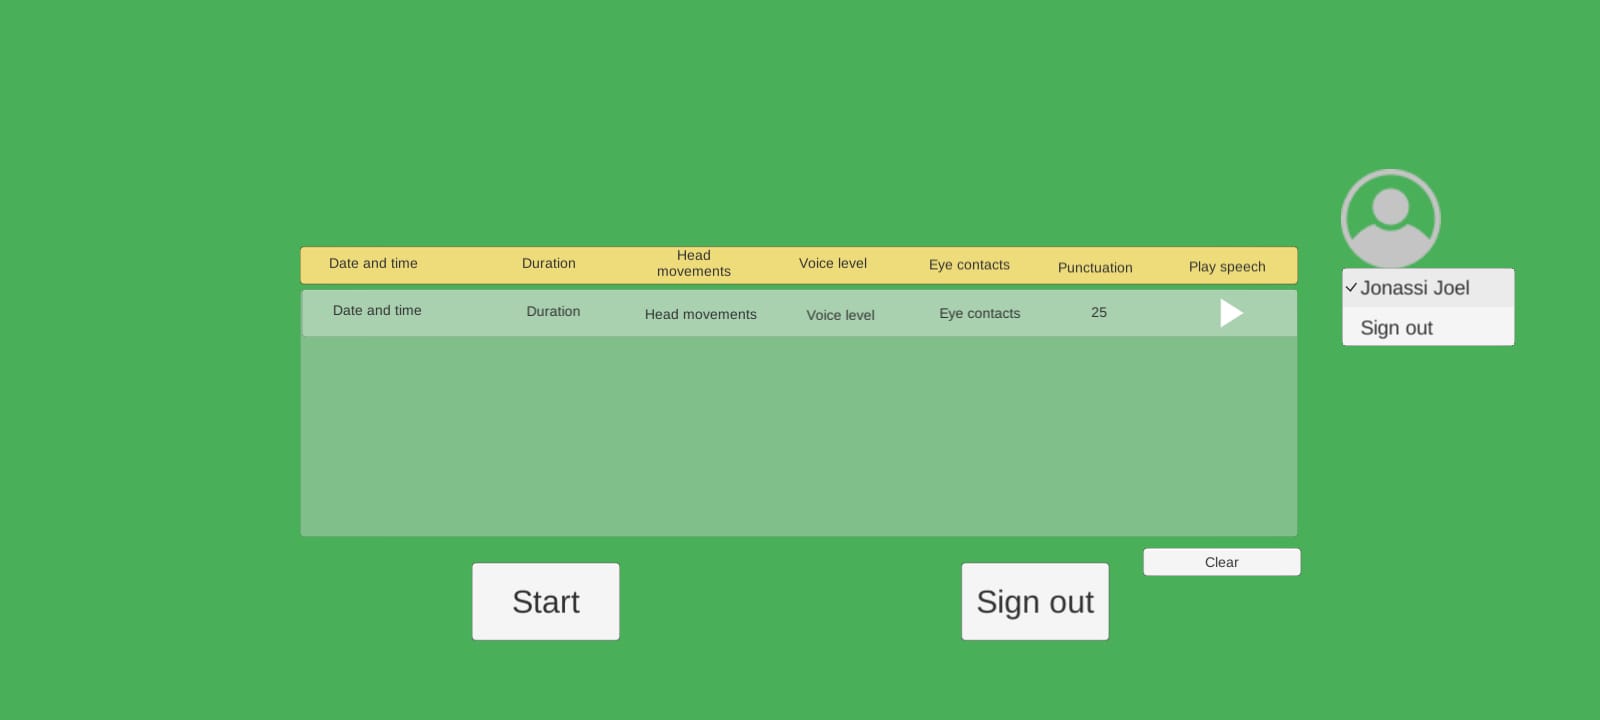 Date and time
Duration
Head
movements
Voice level
Eye contacts
Punctuation
Play speech
Date and time
Duration
Head movements
Voice level
Eye contacts
25
Jonassi Joel
Sign out
Clear
Start
Sign out